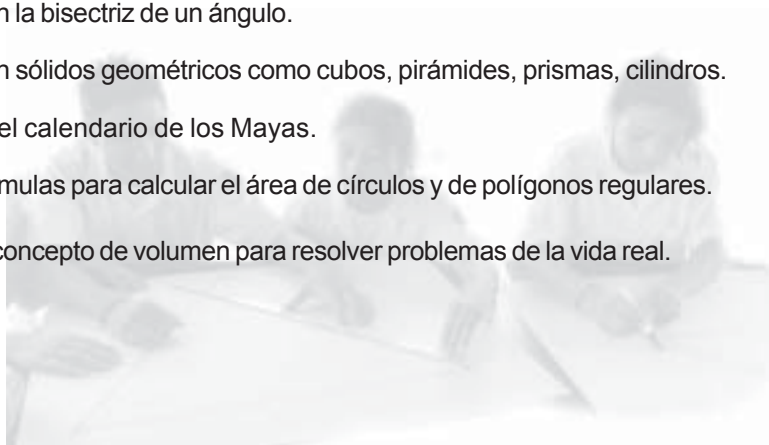 la bisectriz de un ángulo.
sólidos geométricos como cubos, pirámides, prismas, cilindros.
el calendario de los Mayas.
para calcular el área de círculos y de polígonos regulares.
concepto de volumen para resolver problemas de la vida real.